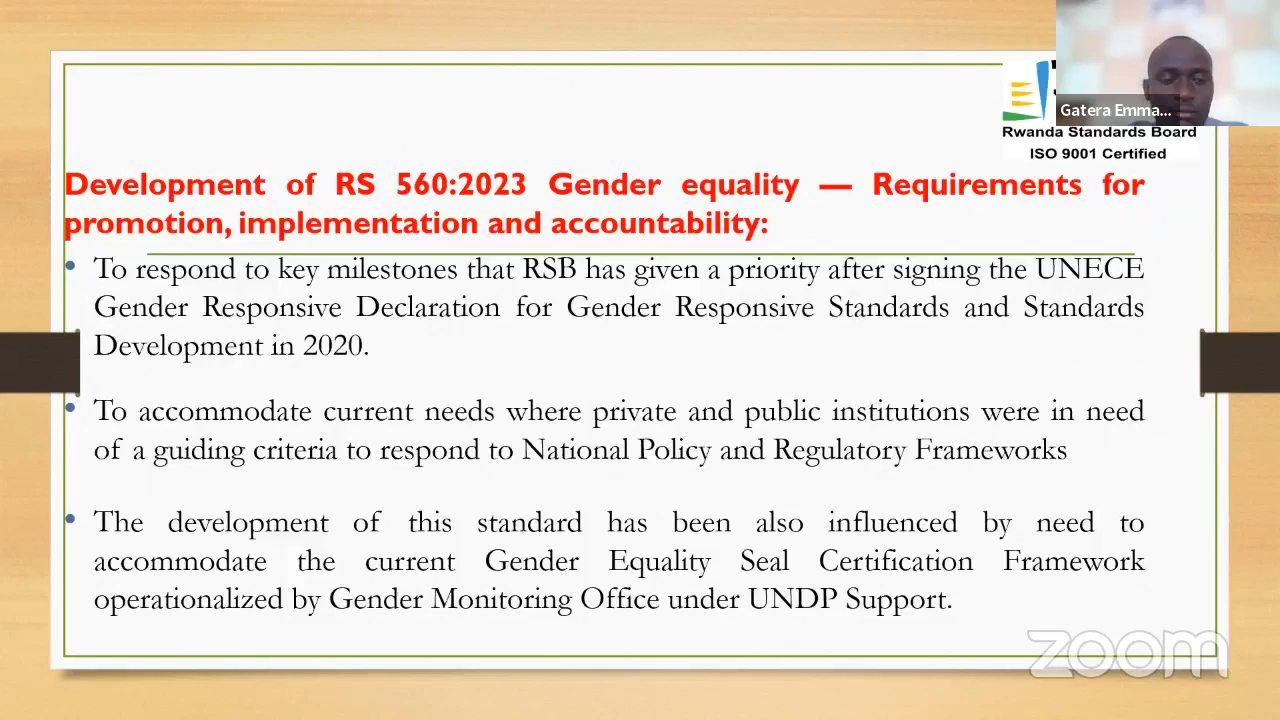 Gatera Emma...
Rwanda Standards Board
ISO 9001 Certified
Development of RS 560:2023 Gender equality — Requirements for
promotion, implementation and accountability:
• To respond to key milestones that RSB has given a priority after signing the UNECE
Gender Responsive Declaration for Gender Responsive Standards and Standards
Development in 2020.
• To accommodate current needs where private and public institutions were in need
of a guiding criteria to respond to National Policy and Regulatory Frameworks
• The development of this standard has been also influenced by need to
accommodate the current Gender Equality Seal Certification Framework
operationalized by Gender Monitoring Office under UNDP Support.
zoom